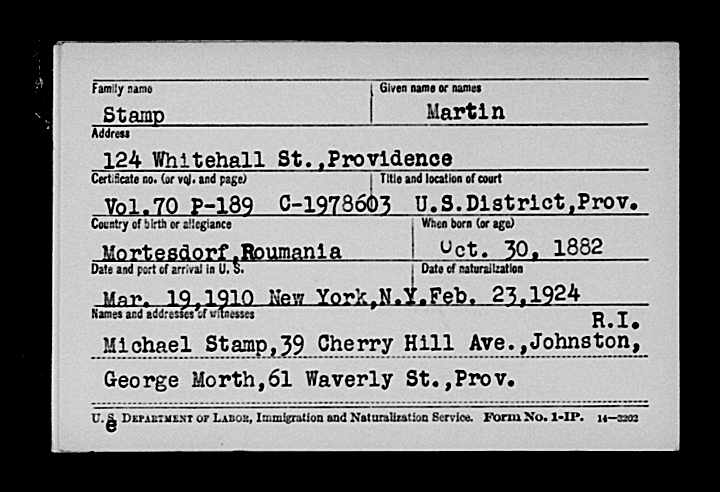 Family name Given name or names
Stamp Martin
Address
124 Whitehall St.,Providence
Certificate no. (or vol. and page) Title and location of court
Vol.70 P-189 C-1978603 U.S.District,Prov.
Country of birth or allegiance When born (or age)
Mortesdorf,Roumania Oct. 30, 1882
Date and port of arrival in U. S. Date of naturalization
Mar. 19,1910 New York,N.Y.Feb. 23,1924
Names and addresses of witnesses
R.I.
Michael Stamp,39 Cherry Hill Ave.,Johnston,
George Morth,61 Waverly St.,Prov.
U. S. DEPARTMENT OF LABOR, Immigration and Naturalization Service. Form No. 1-IP. 14—3202
e